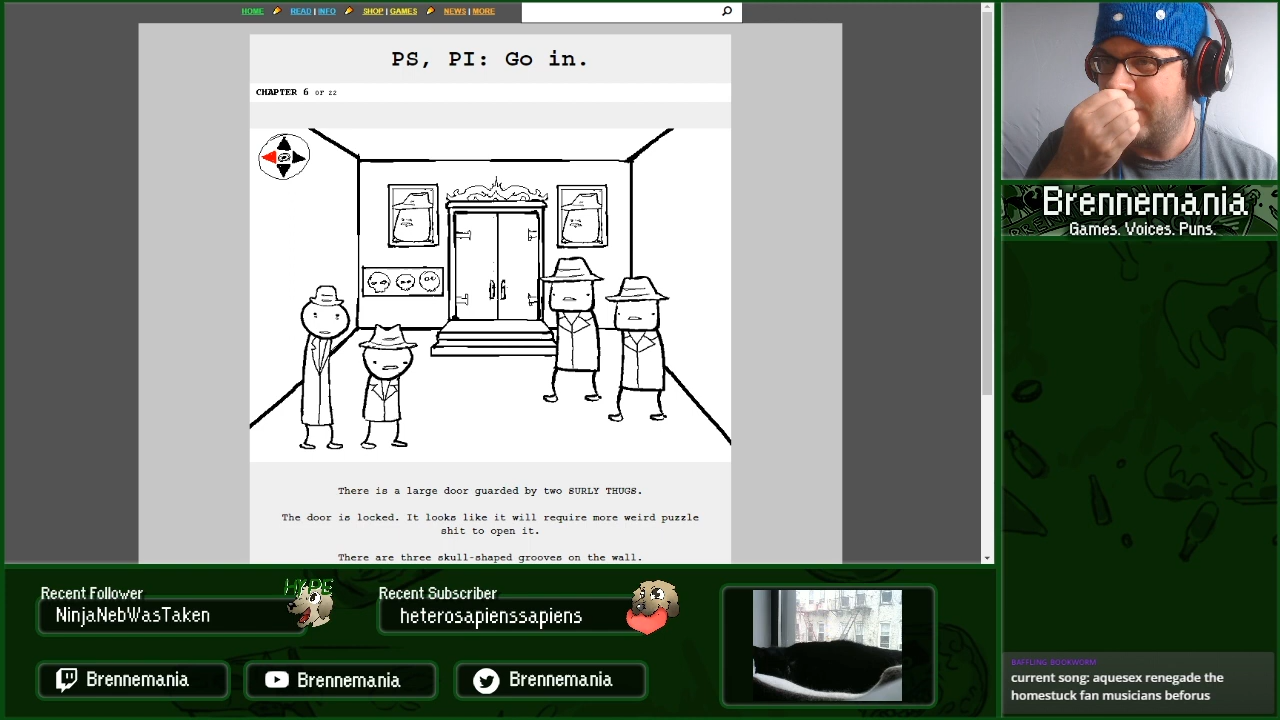 HOME READ | INFO SHOP | GAMES NEWS | MORE
PS, PI: Go in.
CHAPTER 6 OF 22
There is a large door guarded by two SURLY THUGS.
The door is locked. It looks like it will require more weird puzzle
shit to open it.
There are three skull-shaped grooves on the wall.
Brennemania
Games. Voices. Puns.
BAFFLING BOOKWORM
current song: aquesex renegade the
homestuck fan musicians beforus
Recent Follower
HYPE
NinjaNebWasTaken
Recent Subscriber
heterosapienssapiens
Brennemania
Brennemania
Brennemania